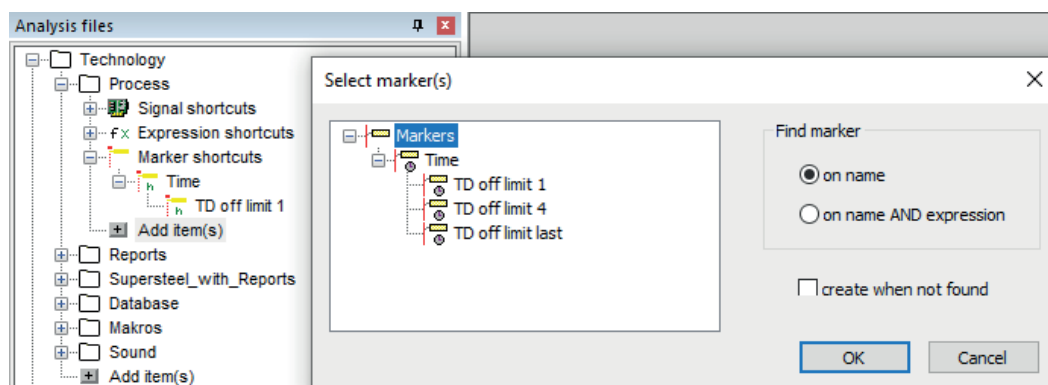 Analysis files
Technology
Process
Signal shortcuts
fx Expression shortcuts
Marker shortcuts
h Time
h TD off limit 1
Add item(s)
Reports
Supersteel_with_Reports
Database
Makros
Sound
Add item(s)
Select marker(s)
Markers
Time
TD off limit 1
TD off limit 4
TD off limit last
Find marker
on name
on name AND expression
create when not found
OK
Cancel